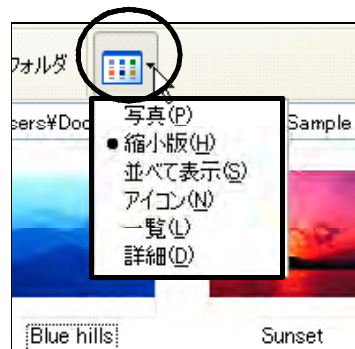 フォルダ
写真(P)
sers¥Doc
Sample
縮小版(H)
並べて表示(S)
アイコン(N)
一覧(L)
詳細(D)
Blue hills
Sunset